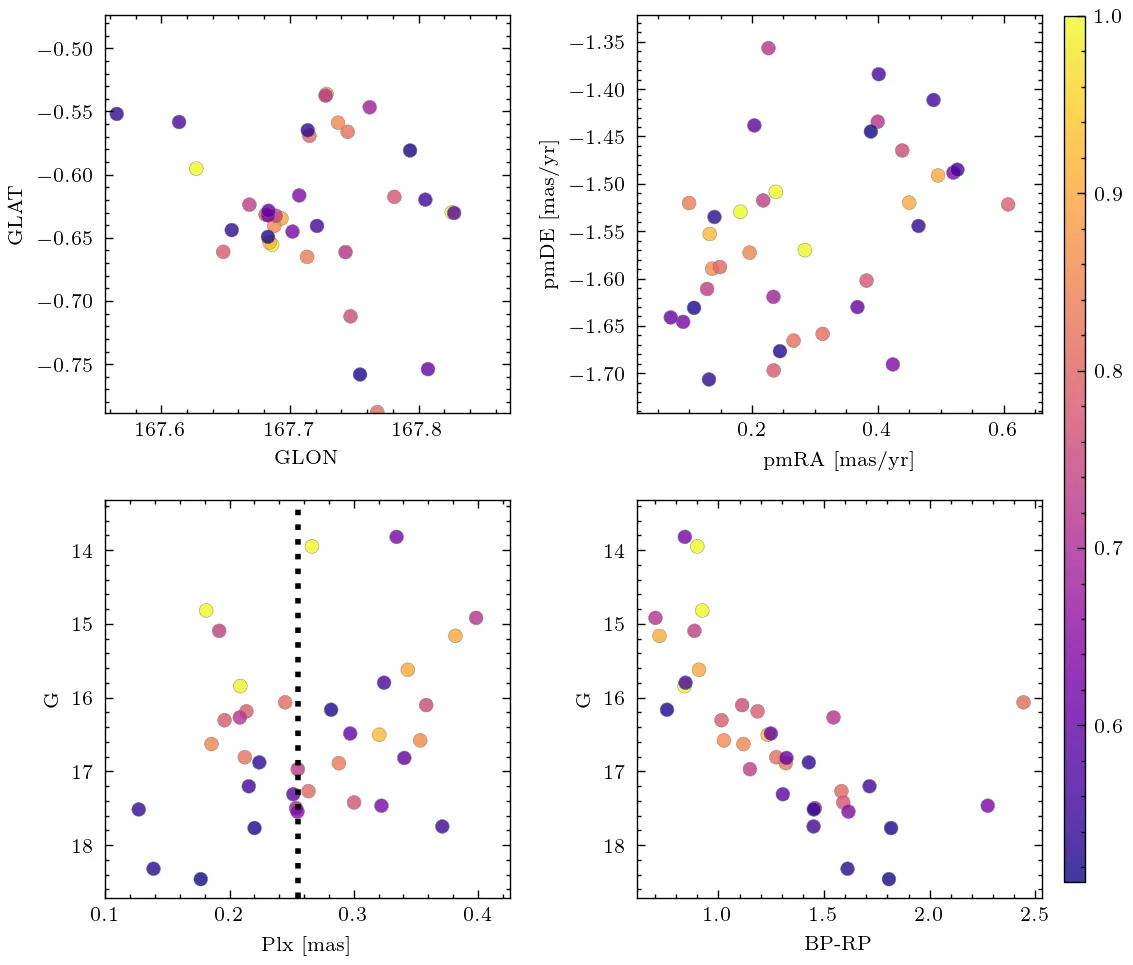 −0.50
−0.55
−0.60
−0.65
−0.70
−0.75
GLAT
167.6 167.7 167.8
GLON
−1.35
−1.40
−1.45
−1.50
−1.55
−1.60
−1.65
−1.70
pmDE [mas/yr]
0.2 0.4 0.6
pmRA [mas/yr]
14
15
16
17
18
G
0.1 0.2 0.3 0.4
Plx [mas]
14
15
16
17
18
G
1.0 1.5 2.0 2.5
BP-RP
1.0
0.9
0.8
0.7
0.6